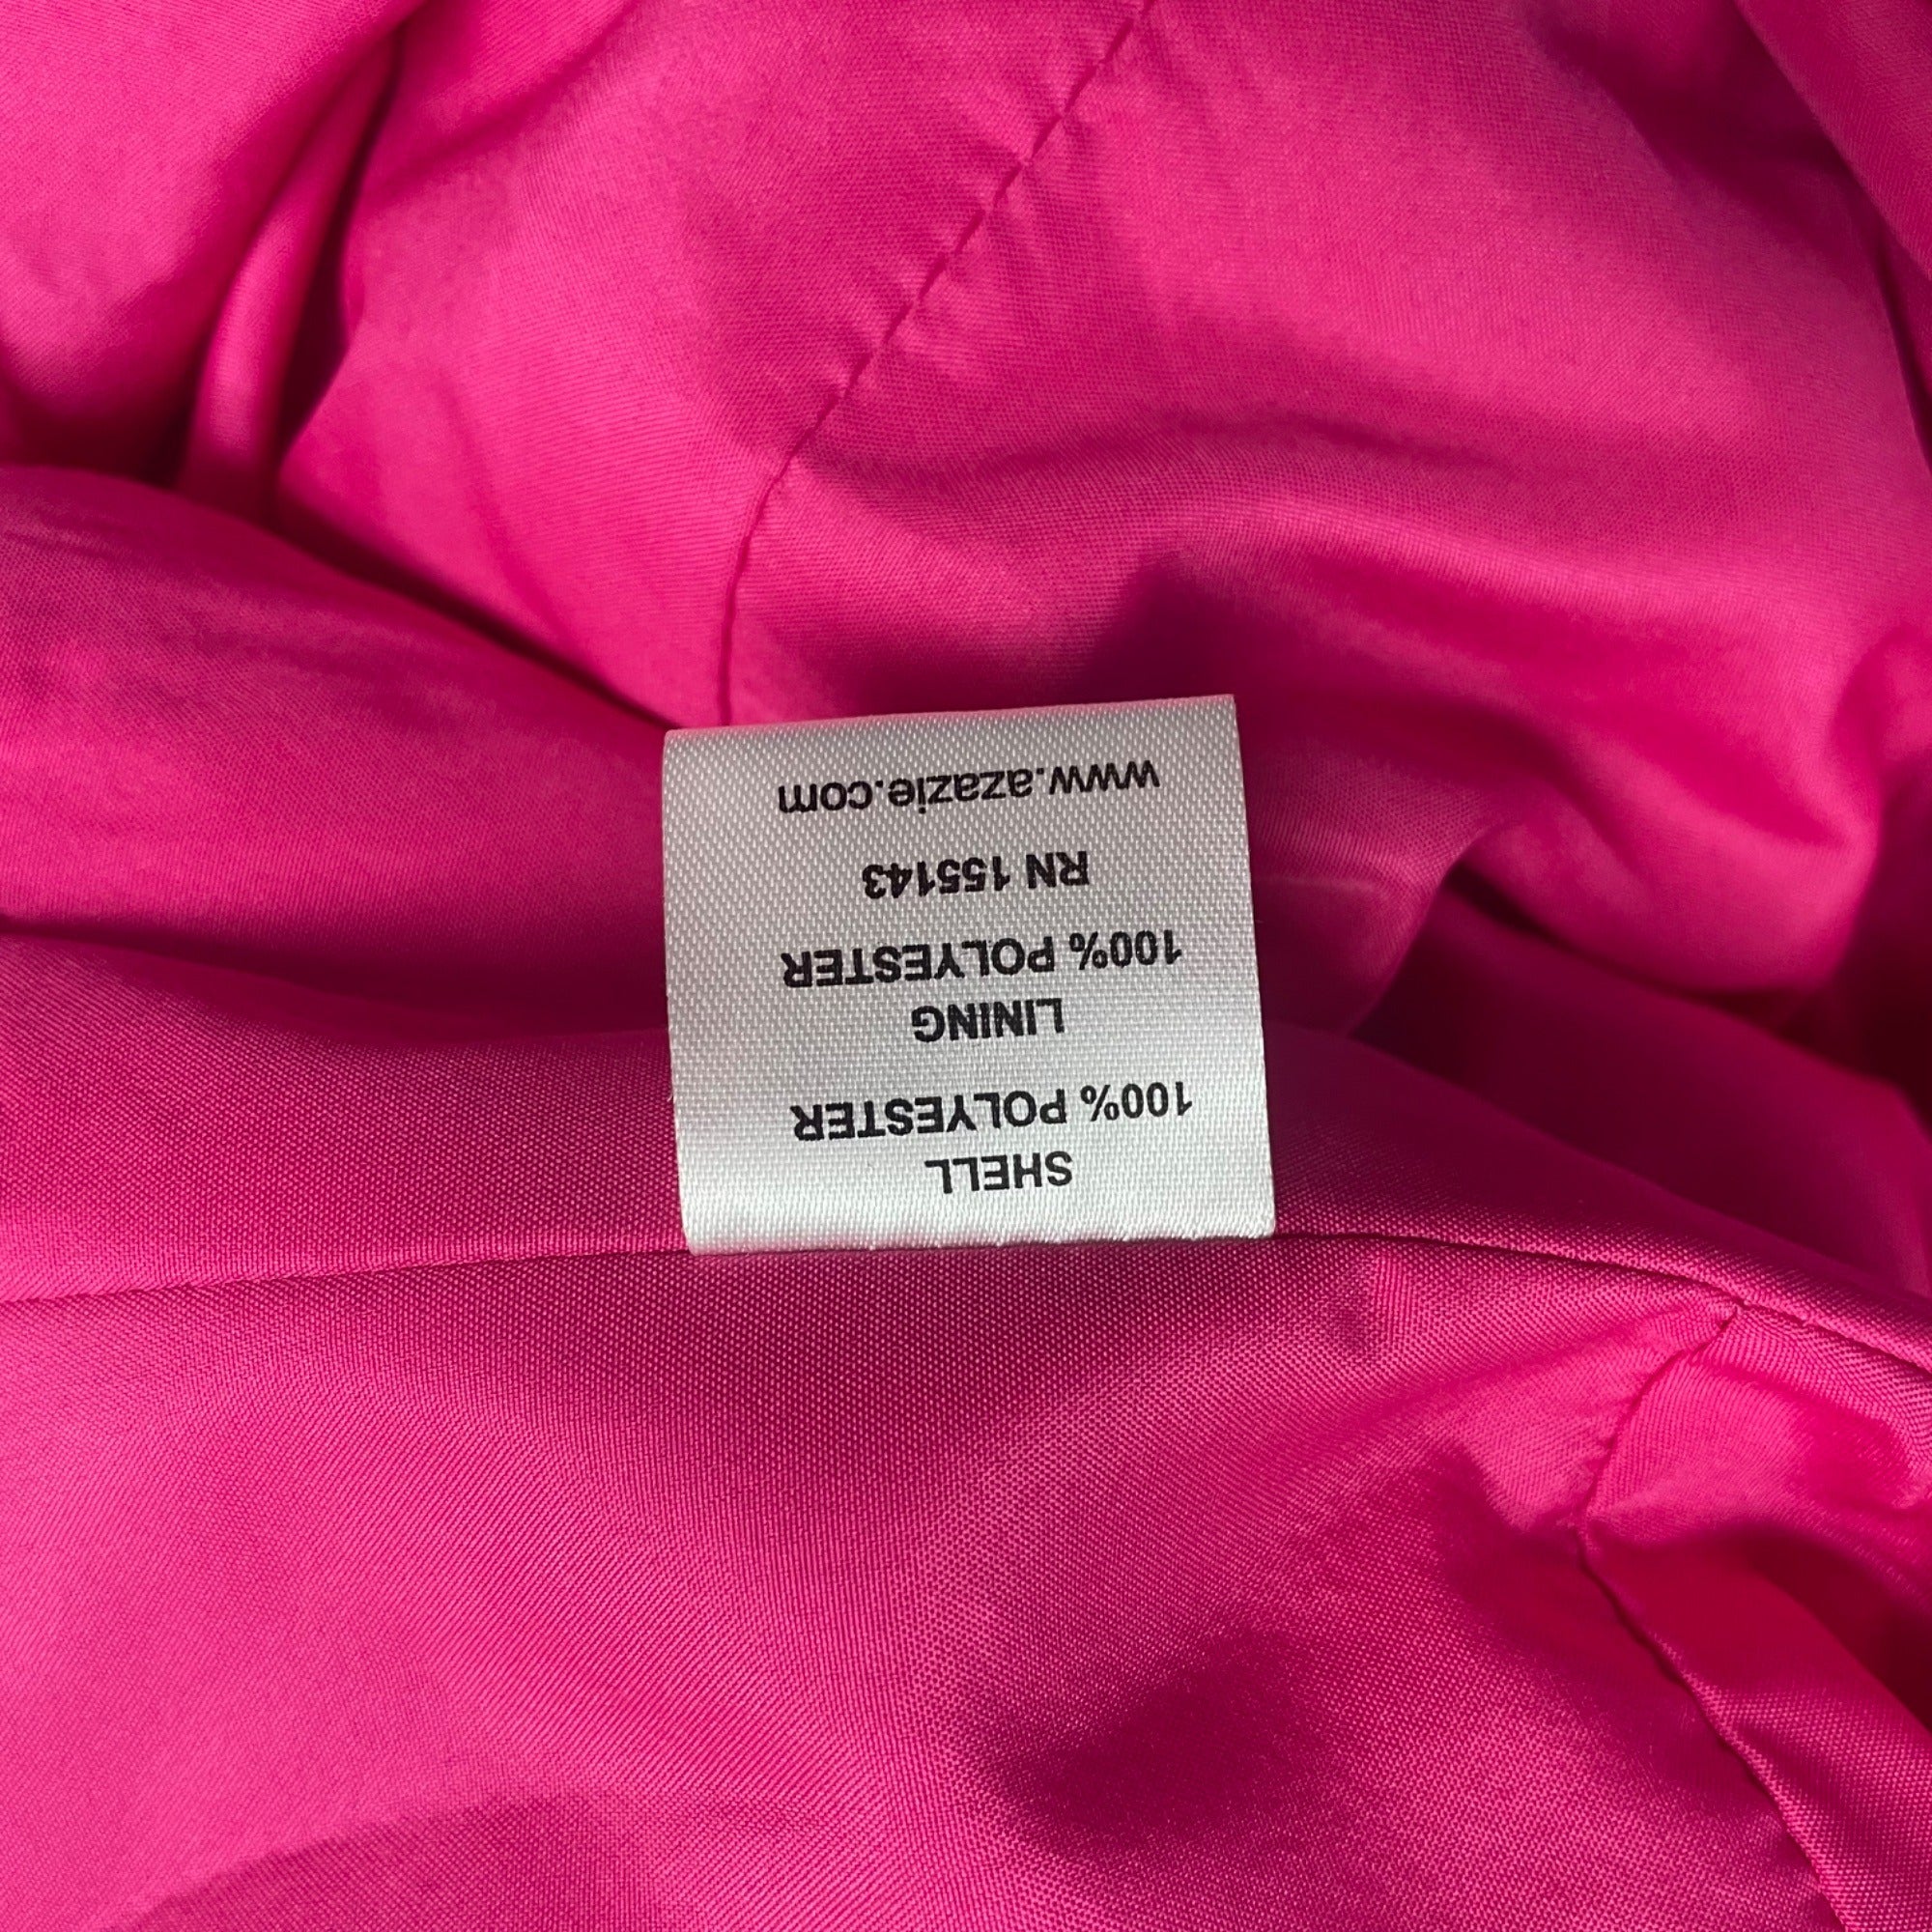 SHELL
100% POLYESTER
LINING
100% POLYESTER
RN 155143
www.azazie.com